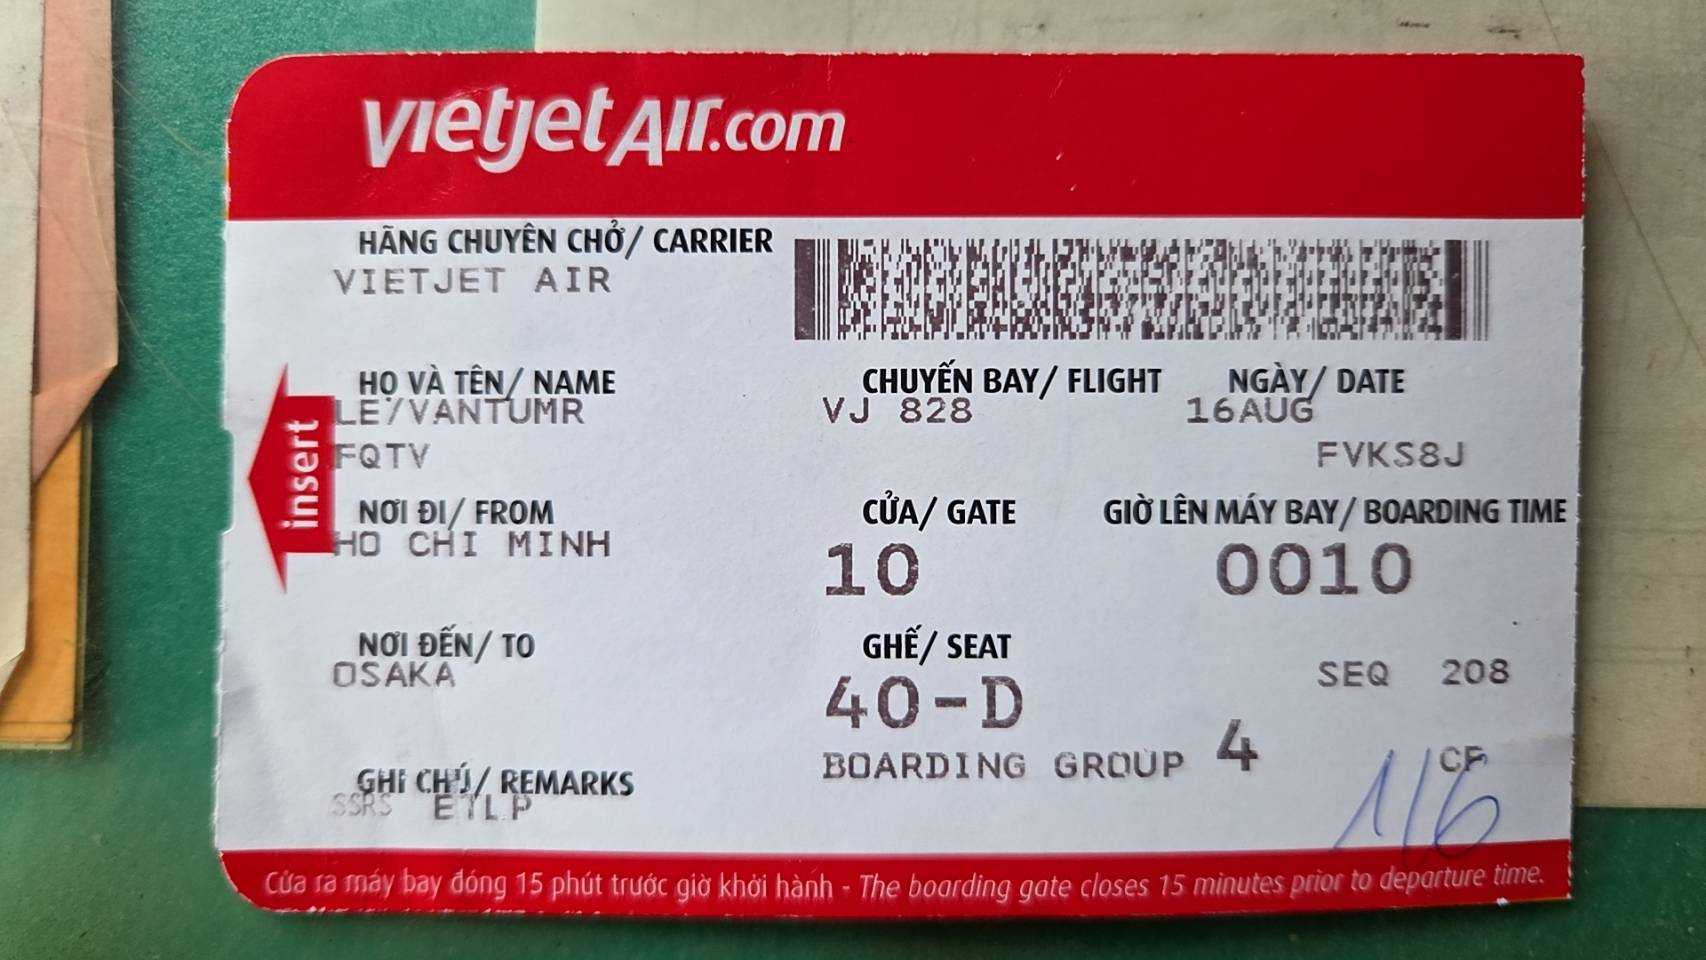 vietjetAir.com
HÃNG CHUYÊN CHỞ/ CARRIER
VIETJET AIR
HỌ VÀ TÊN/ NAME
LE/VANTUMR
CHUYẾN BAY/ FLIGHT
VJ 828
NGÀY/ DATE
16AUG
FQTV
FVKS8J
insert
NƠI ĐI/ FROM
HO CHI MINH
CỬA/ GATE
10
GIỜ LÊN MÁY BAY/ BOARDING TIME
0010
NƠI ĐẾN/ TO
OSAKA
GHẾ/ SEAT
40-D
SEQ 208
BOARDING GROUP 4
GHI CHÚ/ REMARKS
SSRS ETLP
1/6
Cửa ra máy bay đóng 15 phút trước giờ khởi hành - The boarding gate closes 15 minutes prior to departure time.